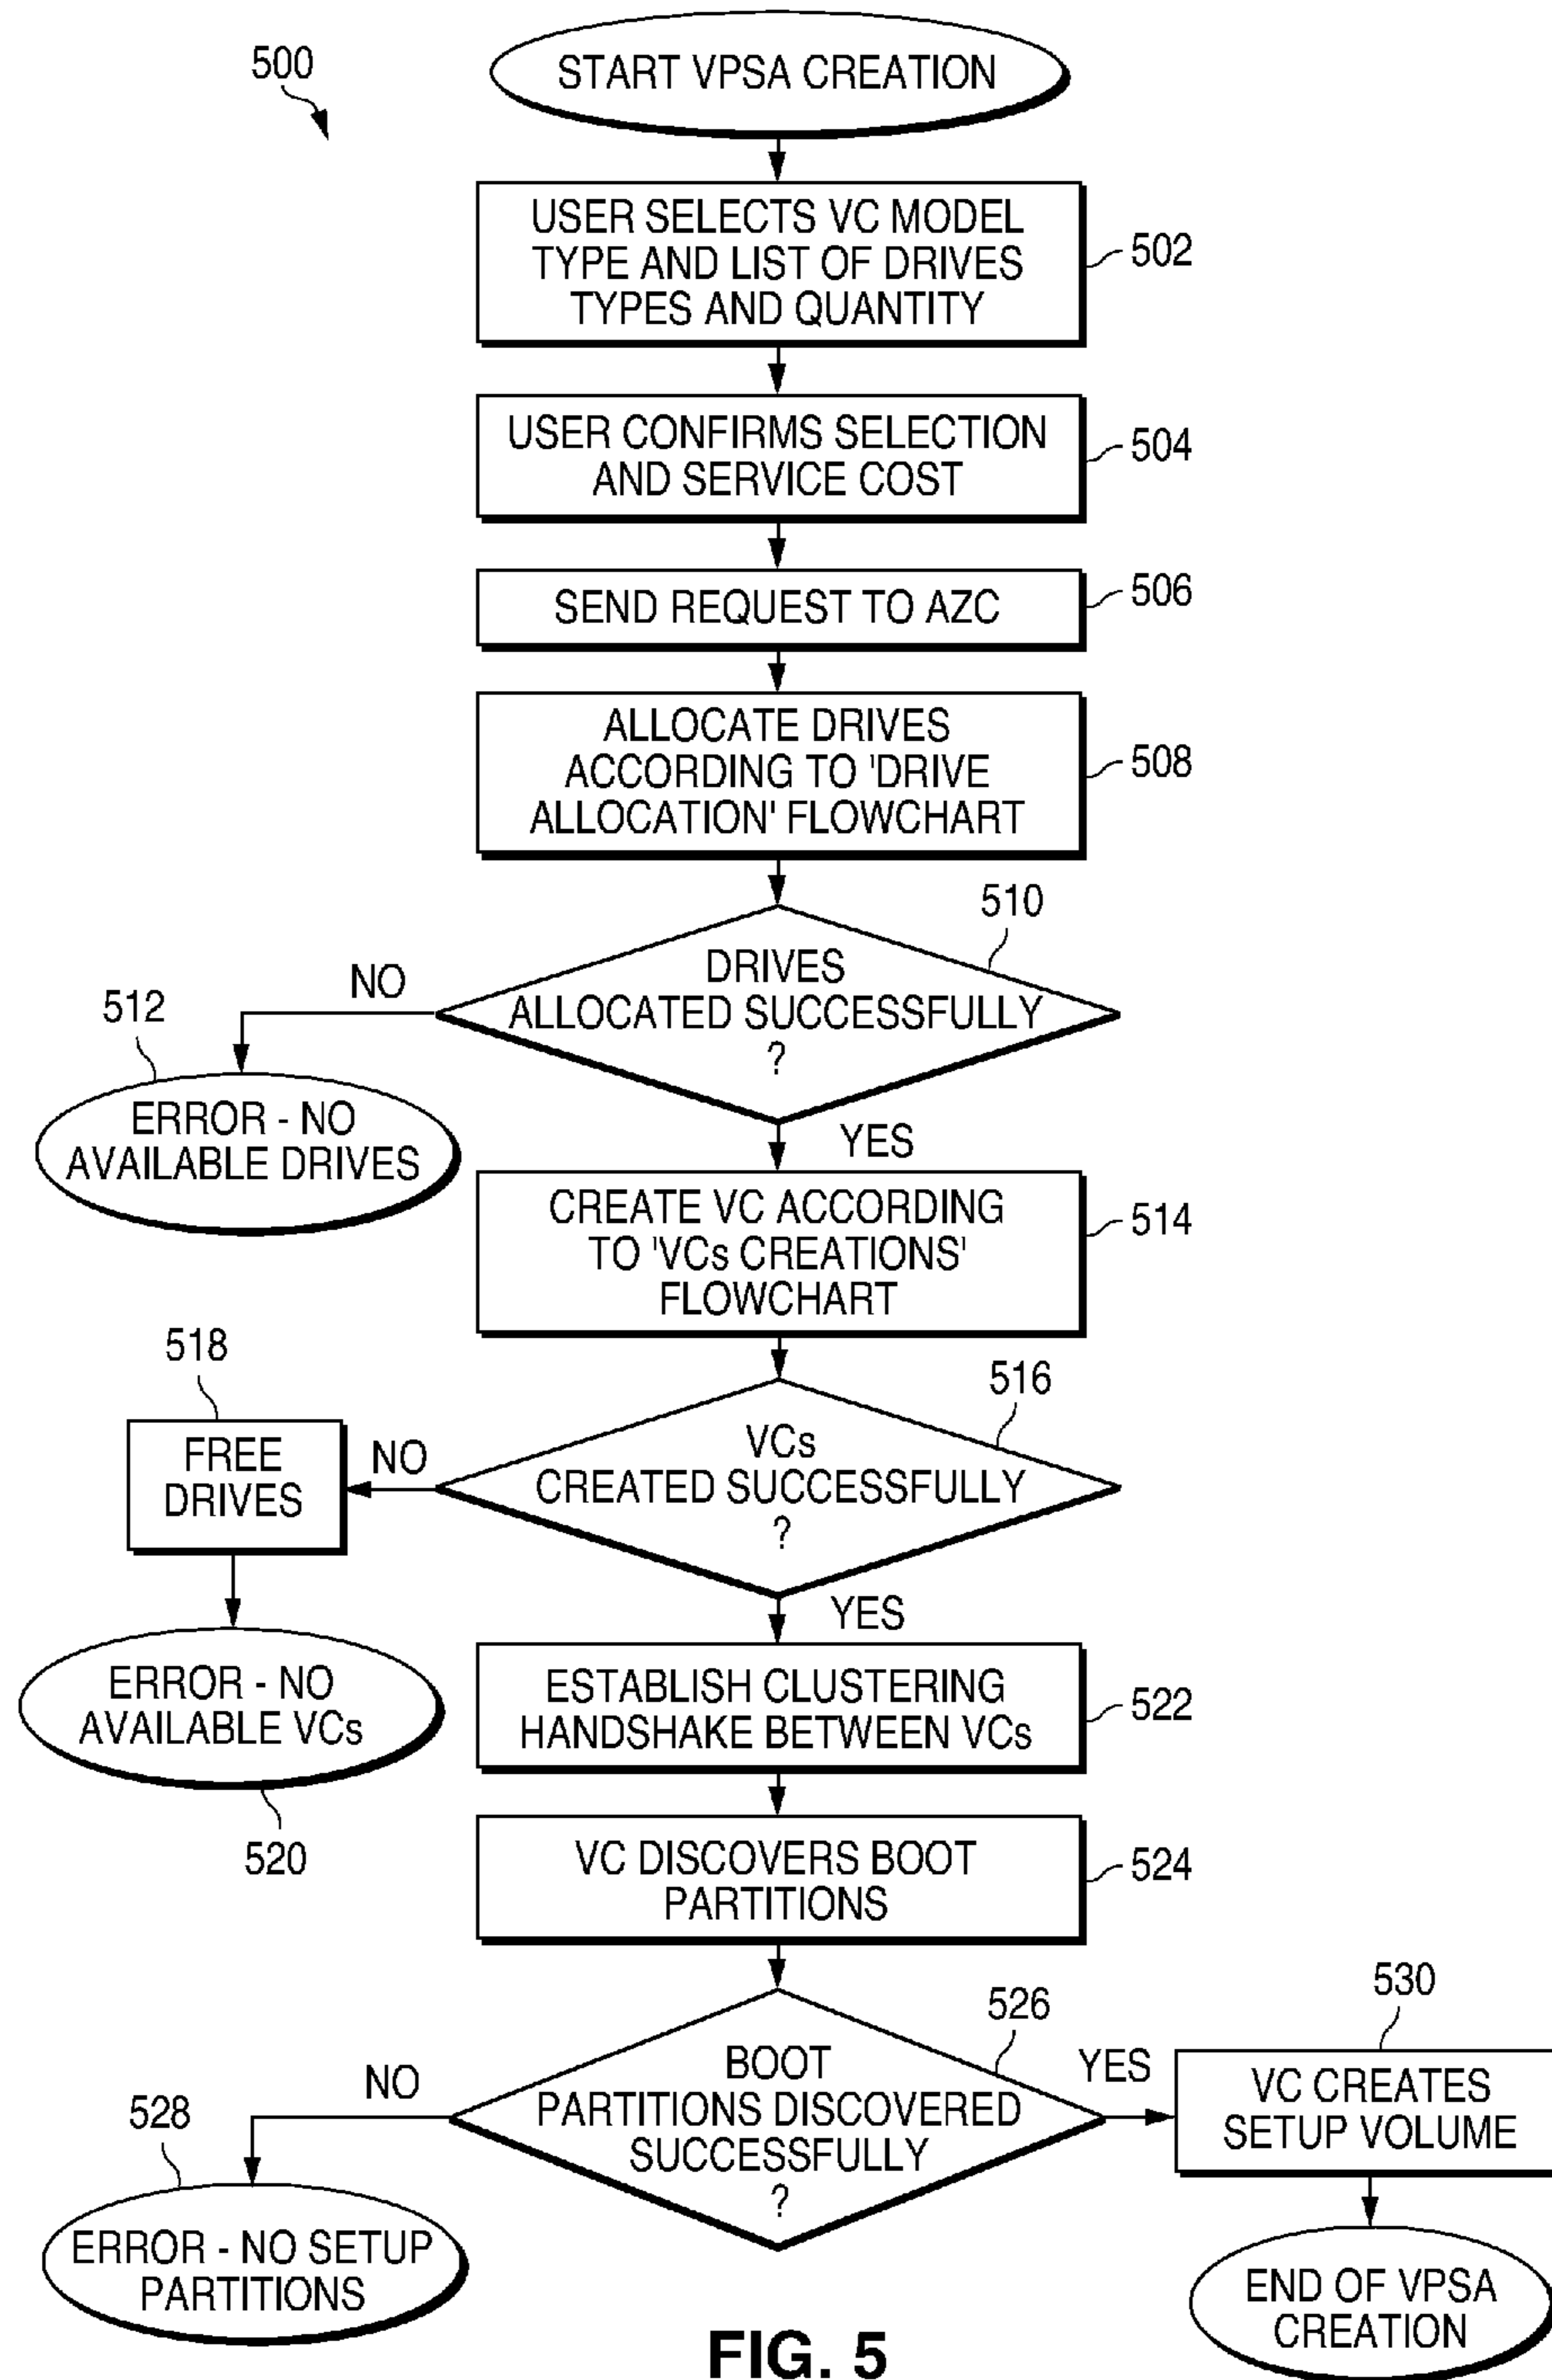 500
START VPSA CREATION
USER SELECTS VC MODEL
TYPE AND LIST OF DRIVES
TYPES AND QUANTITY
502
USER CONFIRMS SELECTION
AND SERVICE COST
504
SEND REQUEST TO AZC
506
ALLOCATE DRIVES
ACCORDING TO 'DRIVE
ALLOCATION' FLOWCHART
508
510
DRIVES
ALLOCATED SUCCESSFULLY
?
NO
512
ERROR - NO
AVAILABLE DRIVES
YES
CREATE VC ACCORDING
TO 'VCs CREATIONS'
FLOWCHART
514
516
VCs
CREATED SUCCESSFULLY
?
NO
518
FREE
DRIVES
ERROR - NO
AVAILABLE VCs
520
YES
ESTABLISH CLUSTERING
HANDSHAKE BETWEEN VCs
522
VC DISCOVERS BOOT
PARTITIONS
524
526
BOOT
PARTITIONS DISCOVERED
SUCCESSFULLY
?
NO
528
ERROR - NO SETUP
PARTITIONS
YES
530
VC CREATES
SETUP VOLUME
END OF VPSA
CREATION
FIG. 5